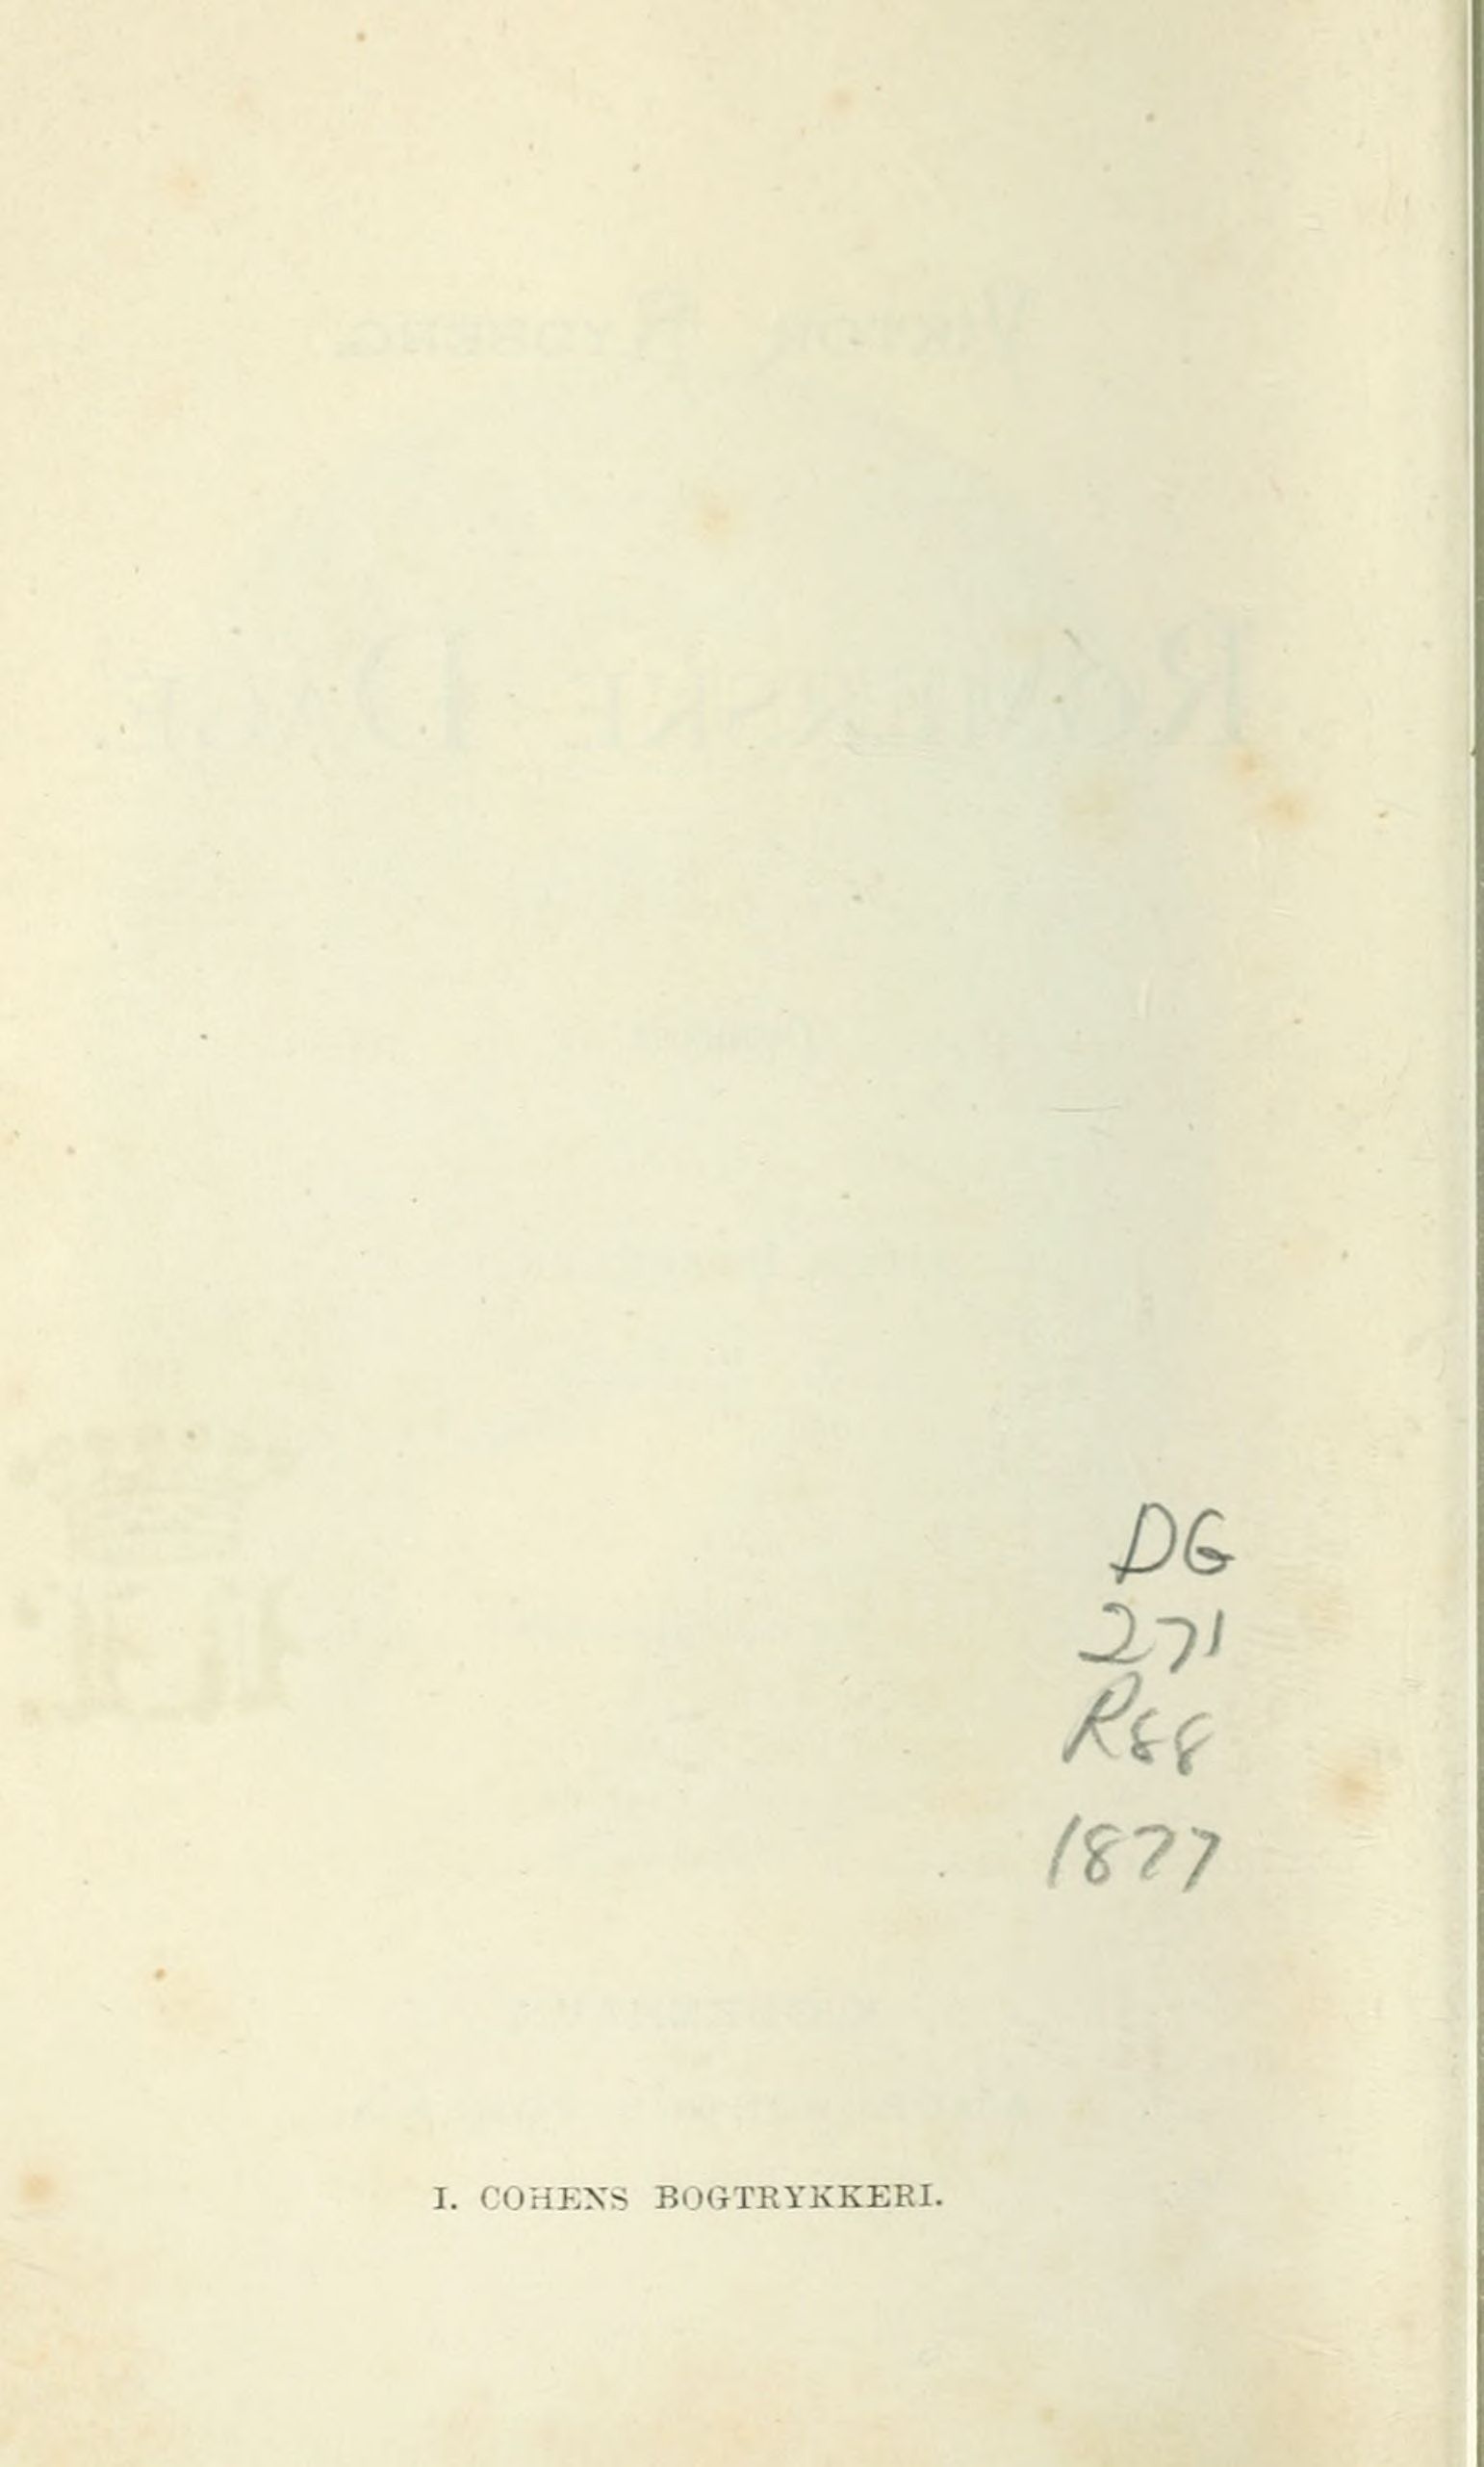 DG
271
R88
1877
I. COHENS BOGTRYKKERI.